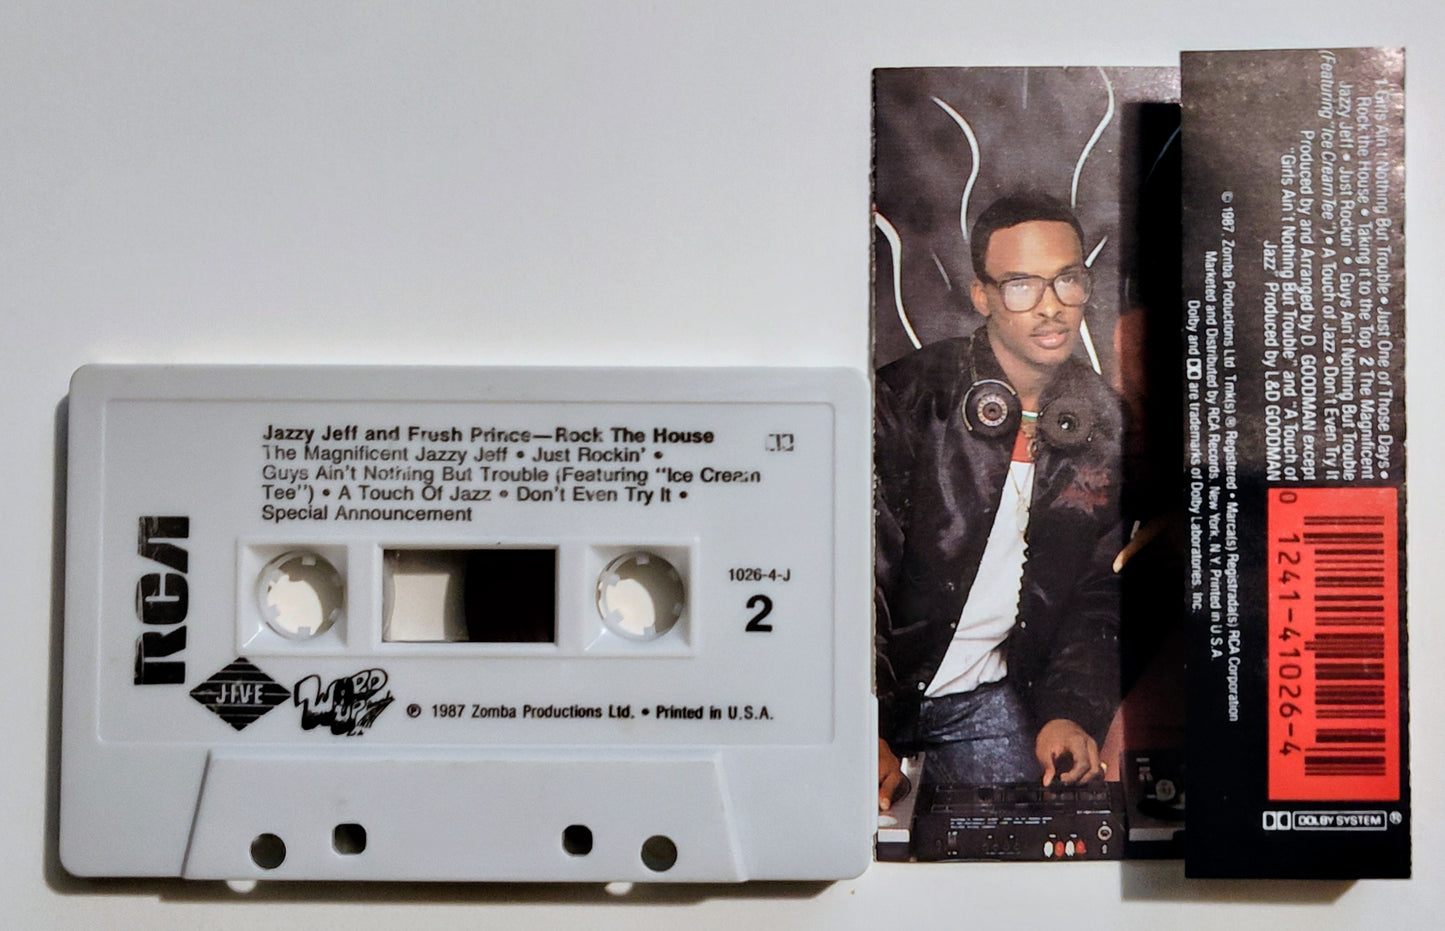 Jazzy Jeff and Frush Prince—Rock The House
The Magnificent Jazzy Jeff • Just Rockin' •
Guys Ain't Nothing But Trouble (Featuring "Ice Cream
Tee") • A Touch Of Jazz • Don't Even Try It •
Special Announcement
RCA
1026-4-J
2
JIVE
WORD
UP!
℗ 1987 Zomba Productions Ltd. • Printed in U.S.A.
1 Girls Ain't Nothing But Trouble • Just One of Those Days •
Rock the House • Taking it to the Top 2 The Magnificent
Jazzy Jeff • Just Rockin' • Guys Ain't Nothing But Trouble
(Featuring "Ice Cream Tee") • A Touch of Jazz • Don't Even Try It
Produced by and Arranged by D. GOODMAN except
"Girls Ain't Nothing But Trouble" and "A Touch of
Jazz" Produced by L&D GOODMAN
© 1987, Zomba Productions Ltd. Tmk(s) ® Registered • Marca(s) Registrada(s) RCA Corporation
Marketed and Distributed by RCA Records, New York, N.Y. Printed in U.S.A.
Dolby and are trademarks of Dolby Laboratories, Inc.
0 1241-41026-4
DOLBY SYSTEM ®